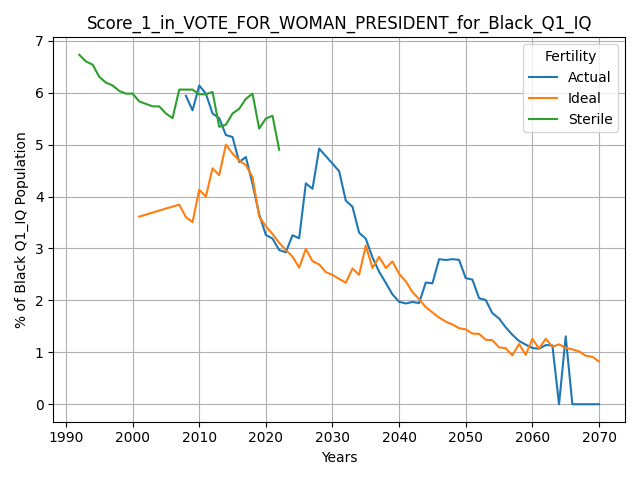 Score_1_in_VOTE_FOR_WOMAN_PRESIDENT_for_Black_Q1_IQ
Fertility
Actual
Ideal
Sterile
% of Black Q1_IQ Population
7
6
5
4
3
2
1
0
1990 2000 2010 2020 2030 2040 2050 2060 2070
Years